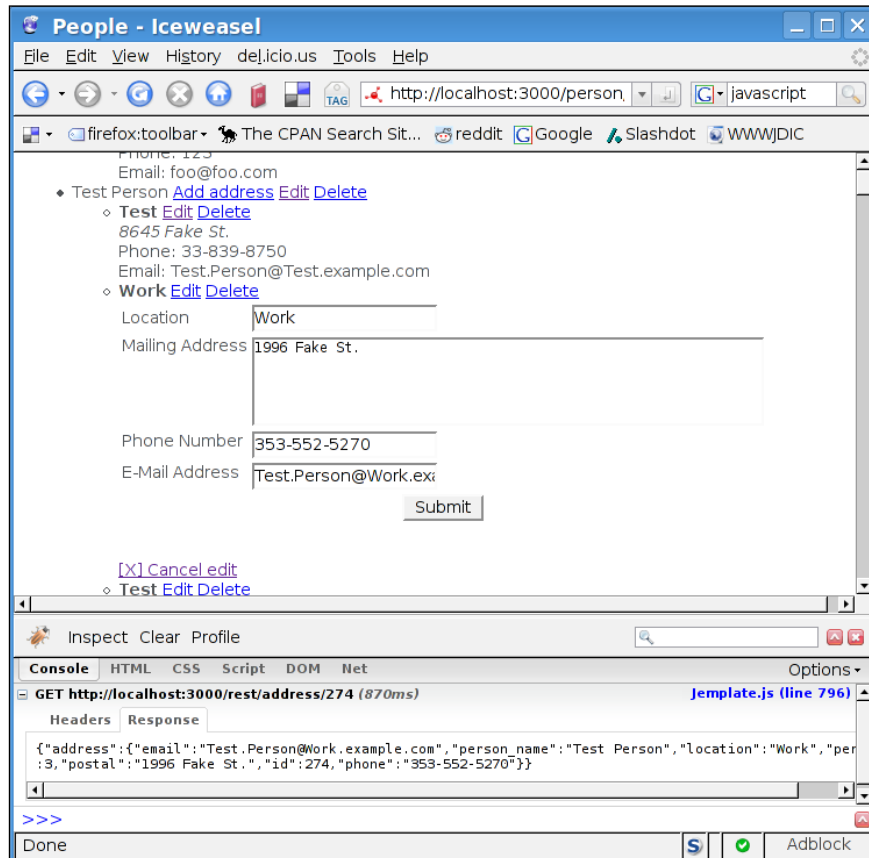 People - Iceweasel
File Edit View History del.icio.us Tools Help
TAG http://localhost:3000/person, G javascript
firefox:toolbar The CPAN Search Sit... reddit Google Slashdot WWWJDIC
Phone: 123
Email: foo@foo.com
Test Person Add address Edit Delete
Test Edit Delete
8645 Fake St.
Phone: 33-839-8750
Email: Test.Person@Test.example.com
Work Edit Delete
Location Work
Mailing Address 1996 Fake St.
Phone Number 353-552-5270
E-Mail Address Test.Person@Work.exa
Submit
[X] Cancel edit
Test Edit Delete
Inspect Clear Profile
Console HTML CSS Script DOM Net Options
GET http://localhost:3000/rest/address/274 (870ms) Jemplate.js (line 796)
Headers Response
{"address":{"email":"Test.Person@Work.example.com","person_name":"Test Person","location":"Work","per
:3,"postal":"1996 Fake St.","id":274,"phone":"353-552-5270"}}
>>>
Done S Adblock